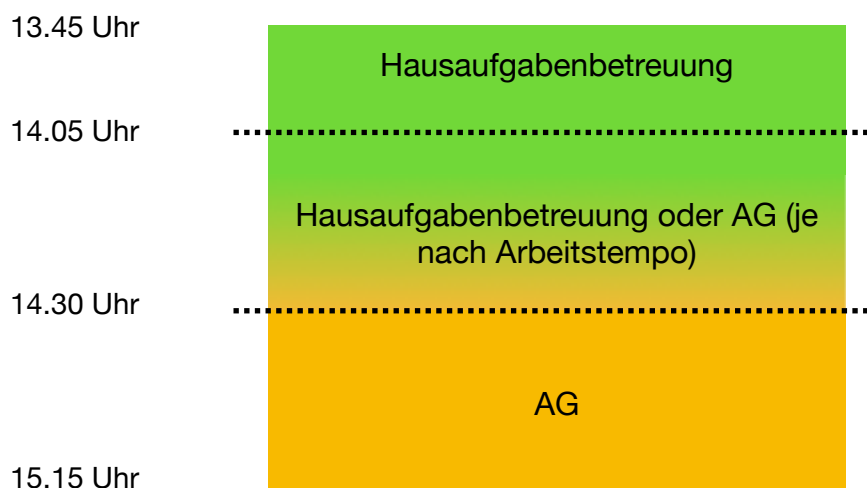 13.45 Uhr
Hausaufgabenbetreuung
14.05 Uhr
Hausaufgabenbetreuung oder AG (je
nach Arbeitstempo)
14.30 Uhr
AG
15.15 Uhr